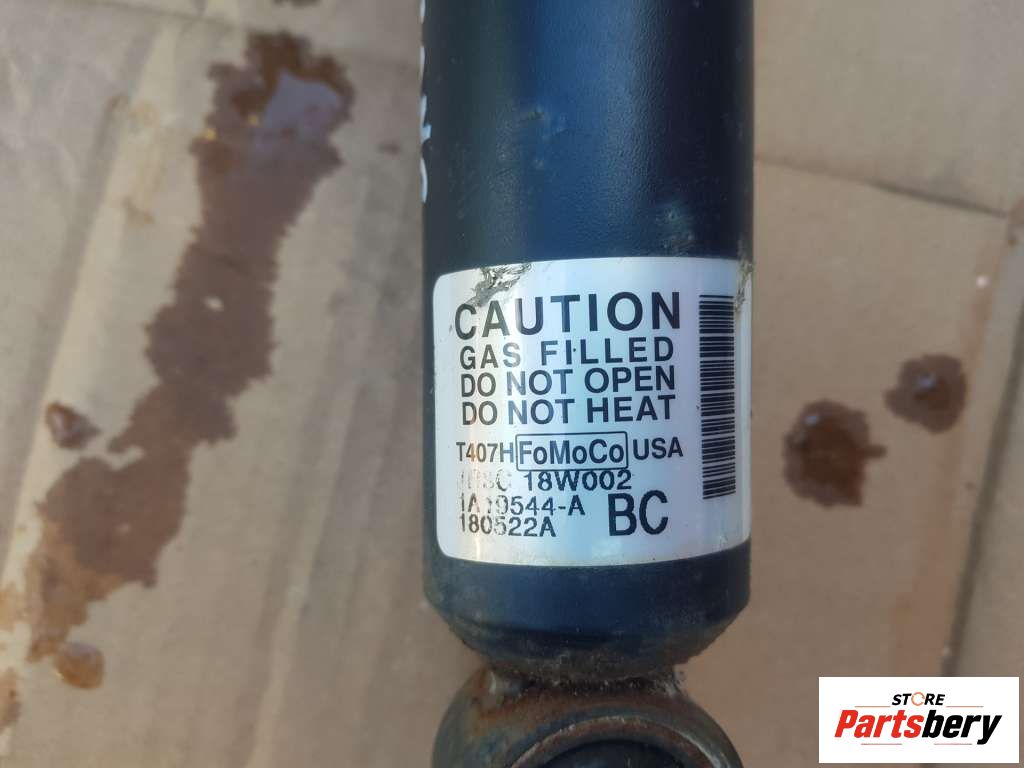 CAUTION
GAS FILLED
DO NOT OPEN
DO NOT HEAT
T407H FoMoCo USA
18W002
1A10544-A
180522A BC
STORE
Partsbery